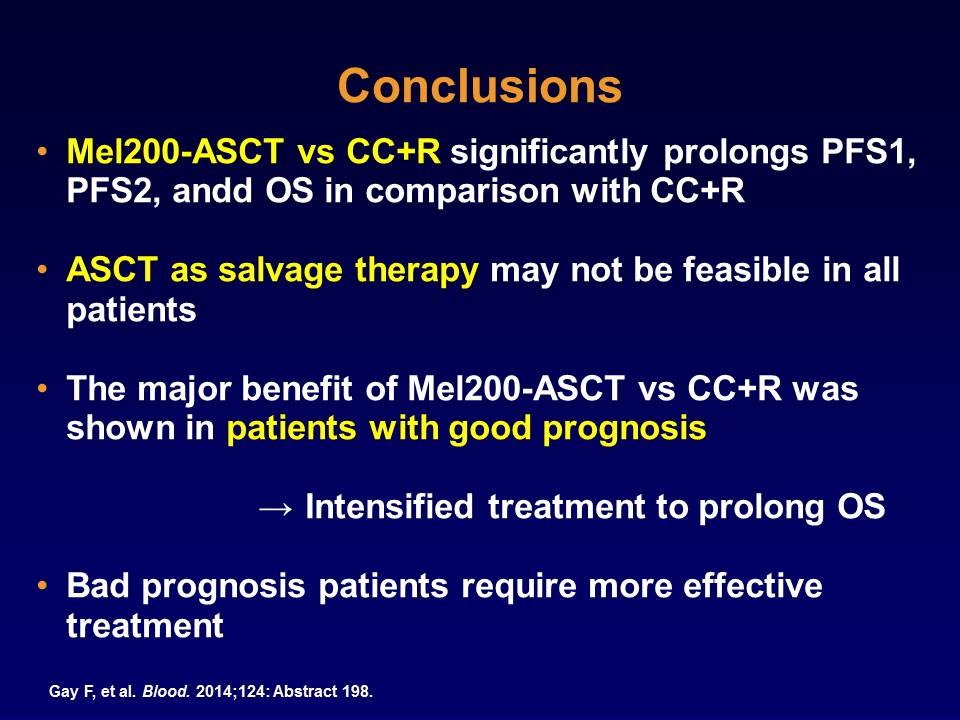 Conclusions
• Mel200-ASCT vs CC+R significantly prolongs PFS1,
PFS2, andd OS in comparison with CC+R
• ASCT as salvage therapy may not be feasible in all
patients
• The major benefit of Mel200-ASCT vs CC+R was
shown in patients with good prognosis
→ Intensified treatment to prolong OS
• Bad prognosis patients require more effective
treatment
Gay F, et al. Blood. 2014;124: Abstract 198.